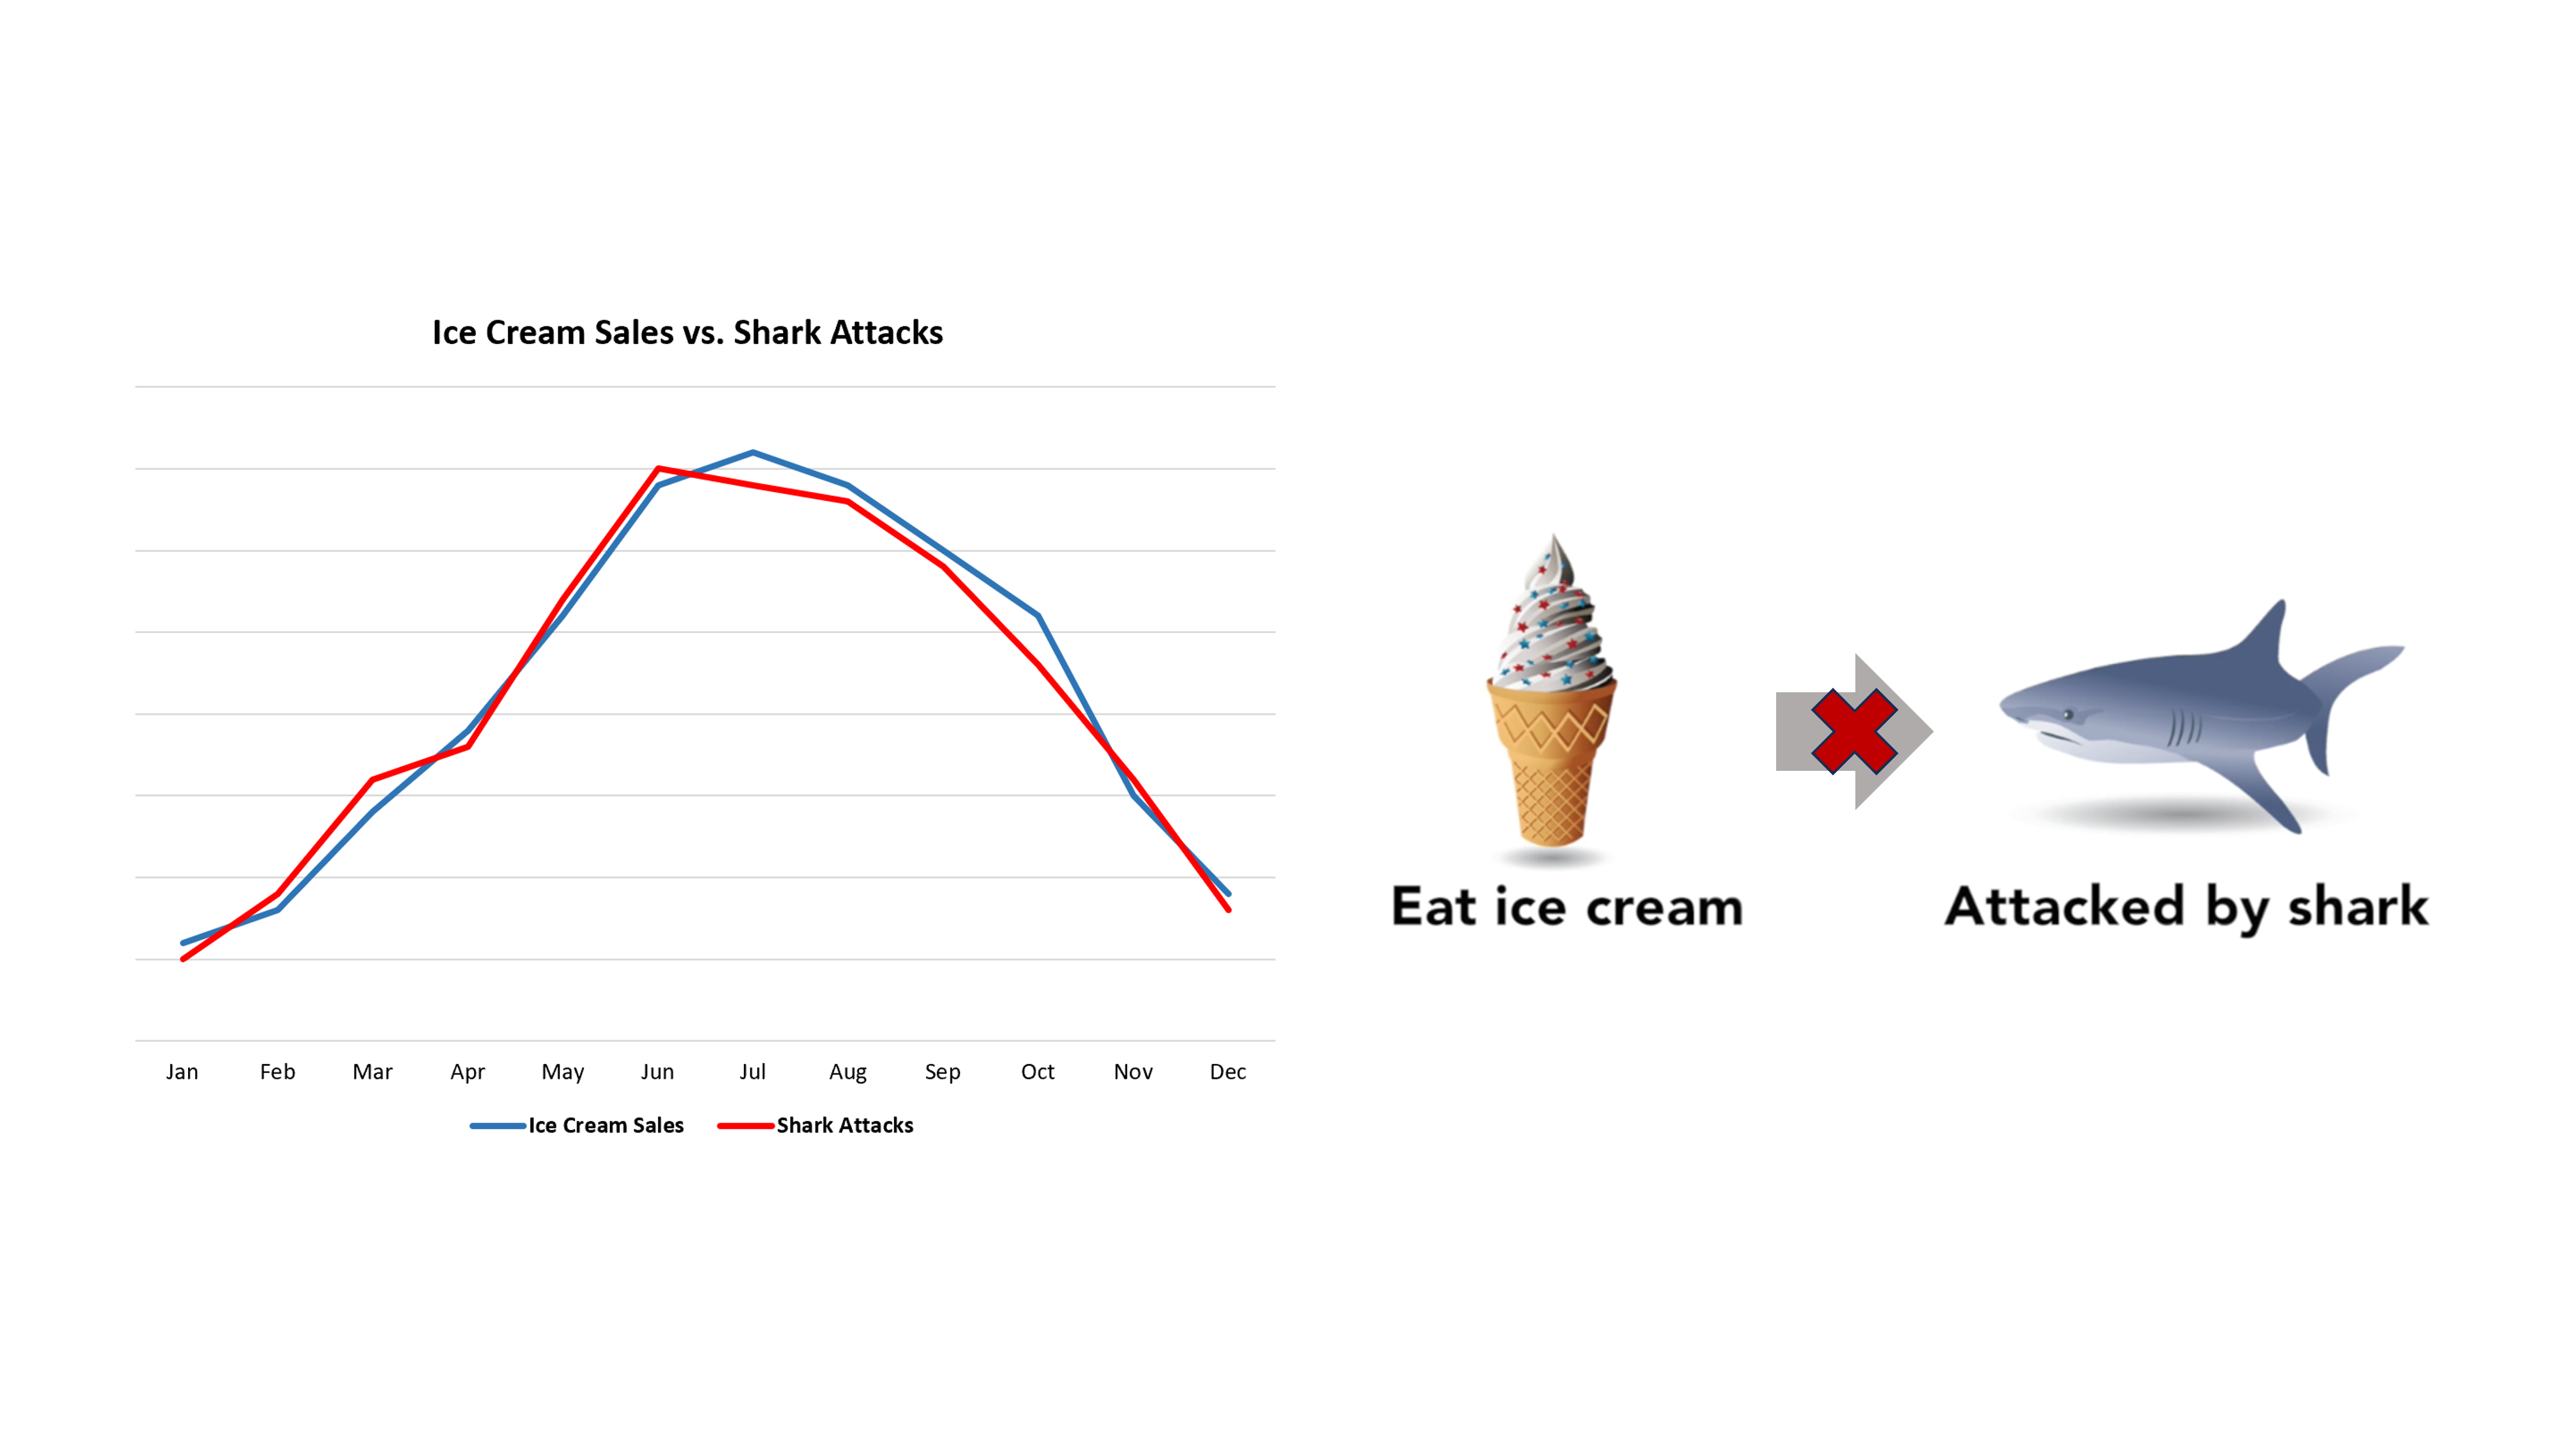 Ice Cream Sales vs. Shark Attacks
Jan Feb Mar Apr May Jun Jul Aug Sep Oct Nov Dec
Ice Cream Sales Shark Attacks
Eat ice cream
Attacked by shark